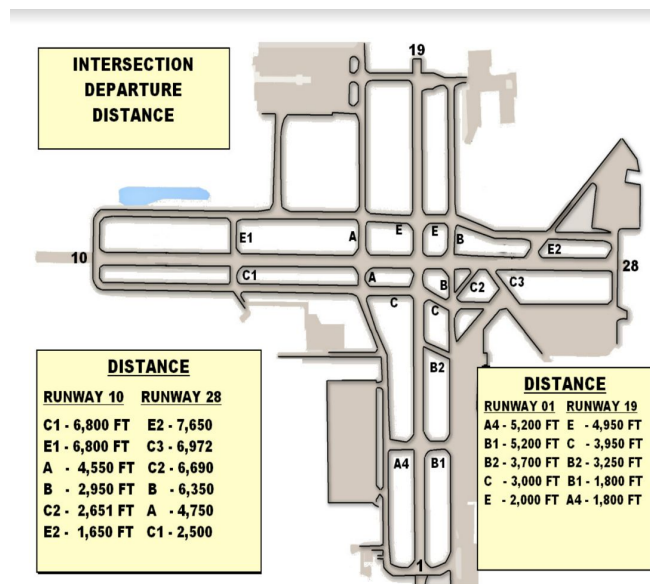 INTERSECTION
DEPARTURE
DISTANCE
19
E1
A
E
E
B
E2
10
28
C1
A
B
C2
C3
C
C
B2
A4
B1
1
DISTANCE
RUNWAY 10 RUNWAY 28
C1 - 6,800 FT E2 - 7,650
E1 - 6,800 FT C3 - 6,972
A - 4,550 FT C2 - 6,690
B - 2,950 FT B - 6,350
C2 - 2,651 FT A - 4,750
E2 - 1,650 FT C1 - 2,500
DISTANCE
RUNWAY 01 RUNWAY 19
A4 - 5,200 FT E - 4,950 FT
B1 - 5,200 FT C - 3,950 FT
B2 - 3,700 FT B2 - 3,250 FT
C - 3,000 FT B1 - 1,800 FT
E - 2,000 FT A4 - 1,800 FT